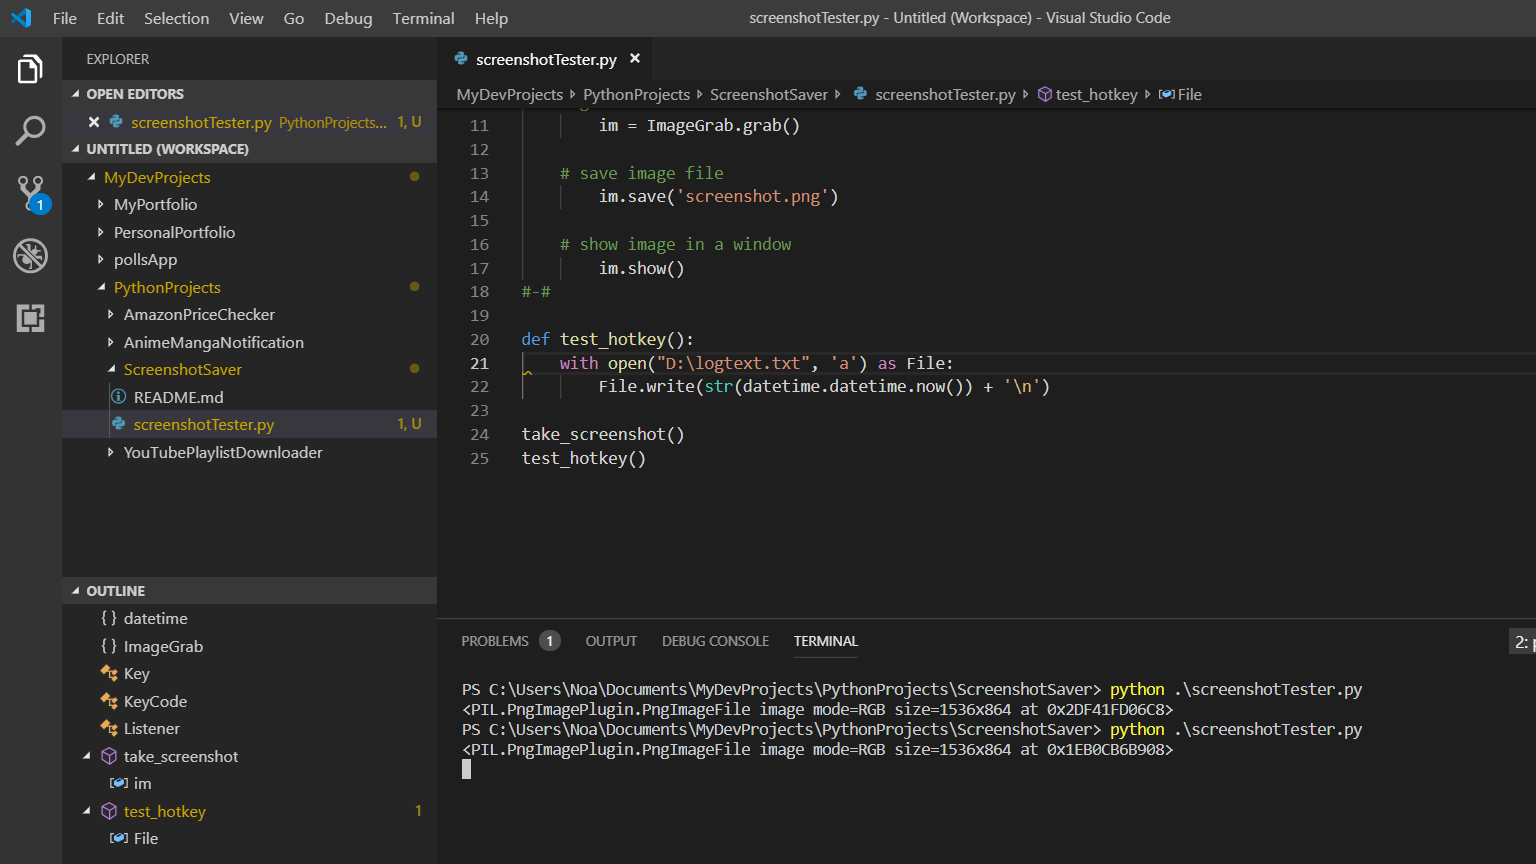 File Edit Selection View Go Debug Terminal Help
screenshotTester.py - Untitled (Workspace) - Visual Studio Code
EXPLORER
OPEN EDITORS
screenshotTester.py PythonProjects... 1, U
UNTITLED (WORKSPACE)
MyDevProjects
MyPortfolio
PersonalPortfolio
pollsApp
PythonProjects
AmazonPriceChecker
AnimeMangaNotification
ScreenshotSaver
README.md
screenshotTester.py 1, U
YouTubePlaylistDownloader
1
OUTLINE
{} datetime
{} ImageGrab
Key
KeyCode
Listener
take_screenshot
im
test_hotkey 1
File
screenshotTester.py
MyDevProjects PythonProjects ScreenshotSaver screenshotTester.py test_hotkey File
11 im = ImageGrab.grab()
12
13 # save image file
14 im.save('screenshot.png')
15
16 # show image in a window
17 im.show()
18 #-#
19
20 def test_hotkey():
21 with open("D:\logtext.txt", 'a') as File:
22 File.write(str(datetime.datetime.now()) + '\n')
23
24 take_screenshot()
25 test_hotkey()
PROBLEMS 1 OUTPUT DEBUG CONSOLE TERMINAL 2:
PS C:\Users\Noa\Documents\MyDevProjects\PythonProjects\ScreenshotSaver> python .\screenshotTester.py
<PIL.PngImagePlugin.PngImageFile image mode=RGB size=1536x864 at 0x2DF41FD06C8>
PS C:\Users\Noa\Documents\MyDevProjects\PythonProjects\ScreenshotSaver> python .\screenshotTester.py
<PIL.PngImagePlugin.PngImageFile image mode=RGB size=1536x864 at 0x1EB0CB6B908>